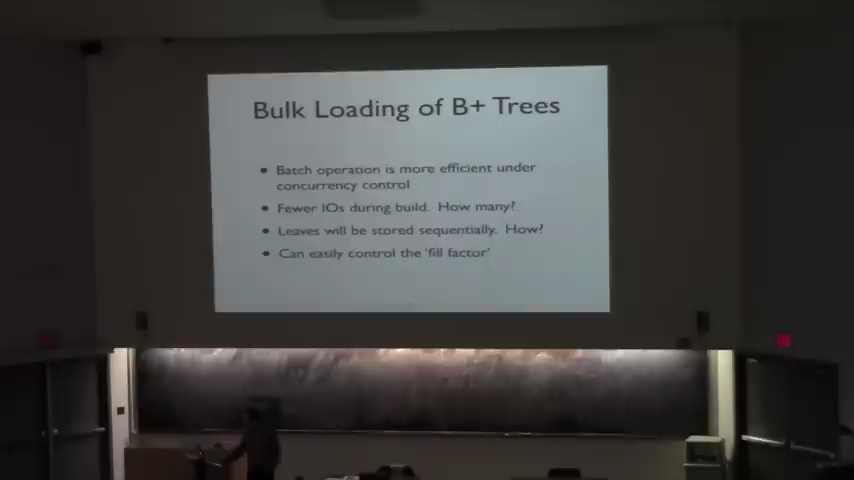 Bulk Loading of B+ Trees
• Batch operation is more efficient under
concurrency control
• Fewer IOs during build. How many?
• Leaves will be stored sequentially. How?
• Can easily control the 'fill factor'